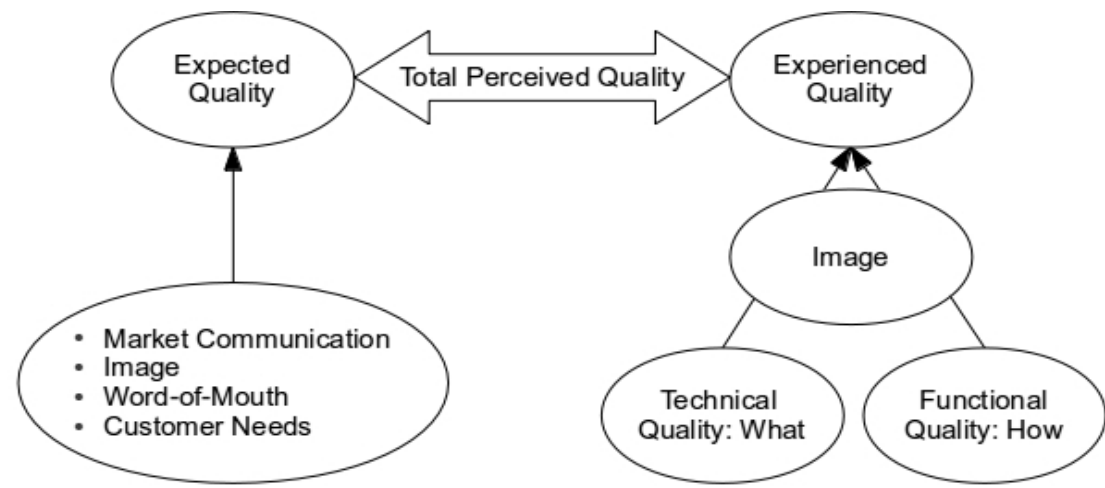 Expected
Quality
Total Perceived Quality
Experienced
Quality
Image
• Market Communication
• Image
• Word-of-Mouth
• Customer Needs
Technical
Quality: What
Functional
Quality: How